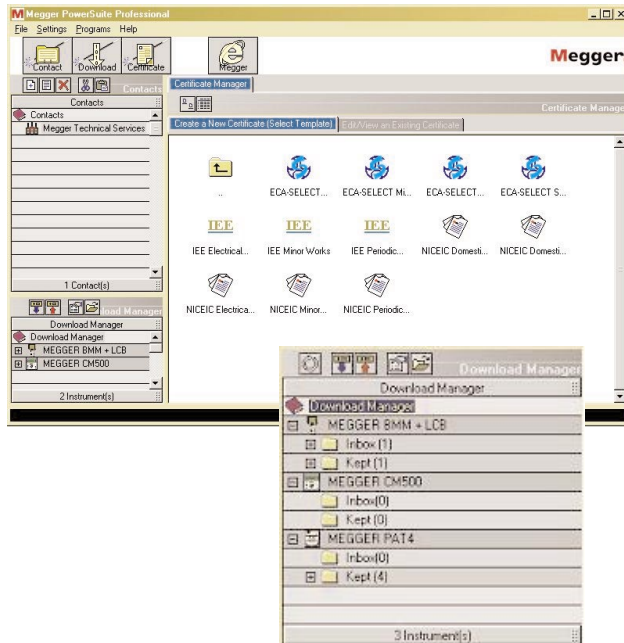 Megger PowerSuite Professional
File Settings Programs Help
Contact Download Certificate Megger
Megger
Contacts
Certificate Manager
Contacts
Certificate Manage
Contacts
Create a New Certificate (Select Template) Edit/View an Existing Certificate
Megger Technical Services
..
ECA-SELECT...
ECA-SELECT Mi...
ECA-SELECT...
ECA-SELECT S...
IEE
IEE
IEE
IEE Electrical...
IEE Minor Works
IEE Periodic...
NICEIC Domesti...
NICEIC Domesti...
NICEIC Electrica...
NICEIC Minor...
NICEIC Periodic...
1 Contact(s)
load Manager
Download Manager
Download Manager
MEGGER BMM + LCB
MEGGER CM500
2 Instrument(s)
Download Manager
Download Manager
Download Manager
MEGGER BMM + LCB
Inbox (1)
Kept (1)
MEGGER CM500
Inbox(0)
Kept (0)
MEGGER PAT4
Inbox(0)
Kept (4)
3 Instrument(s)